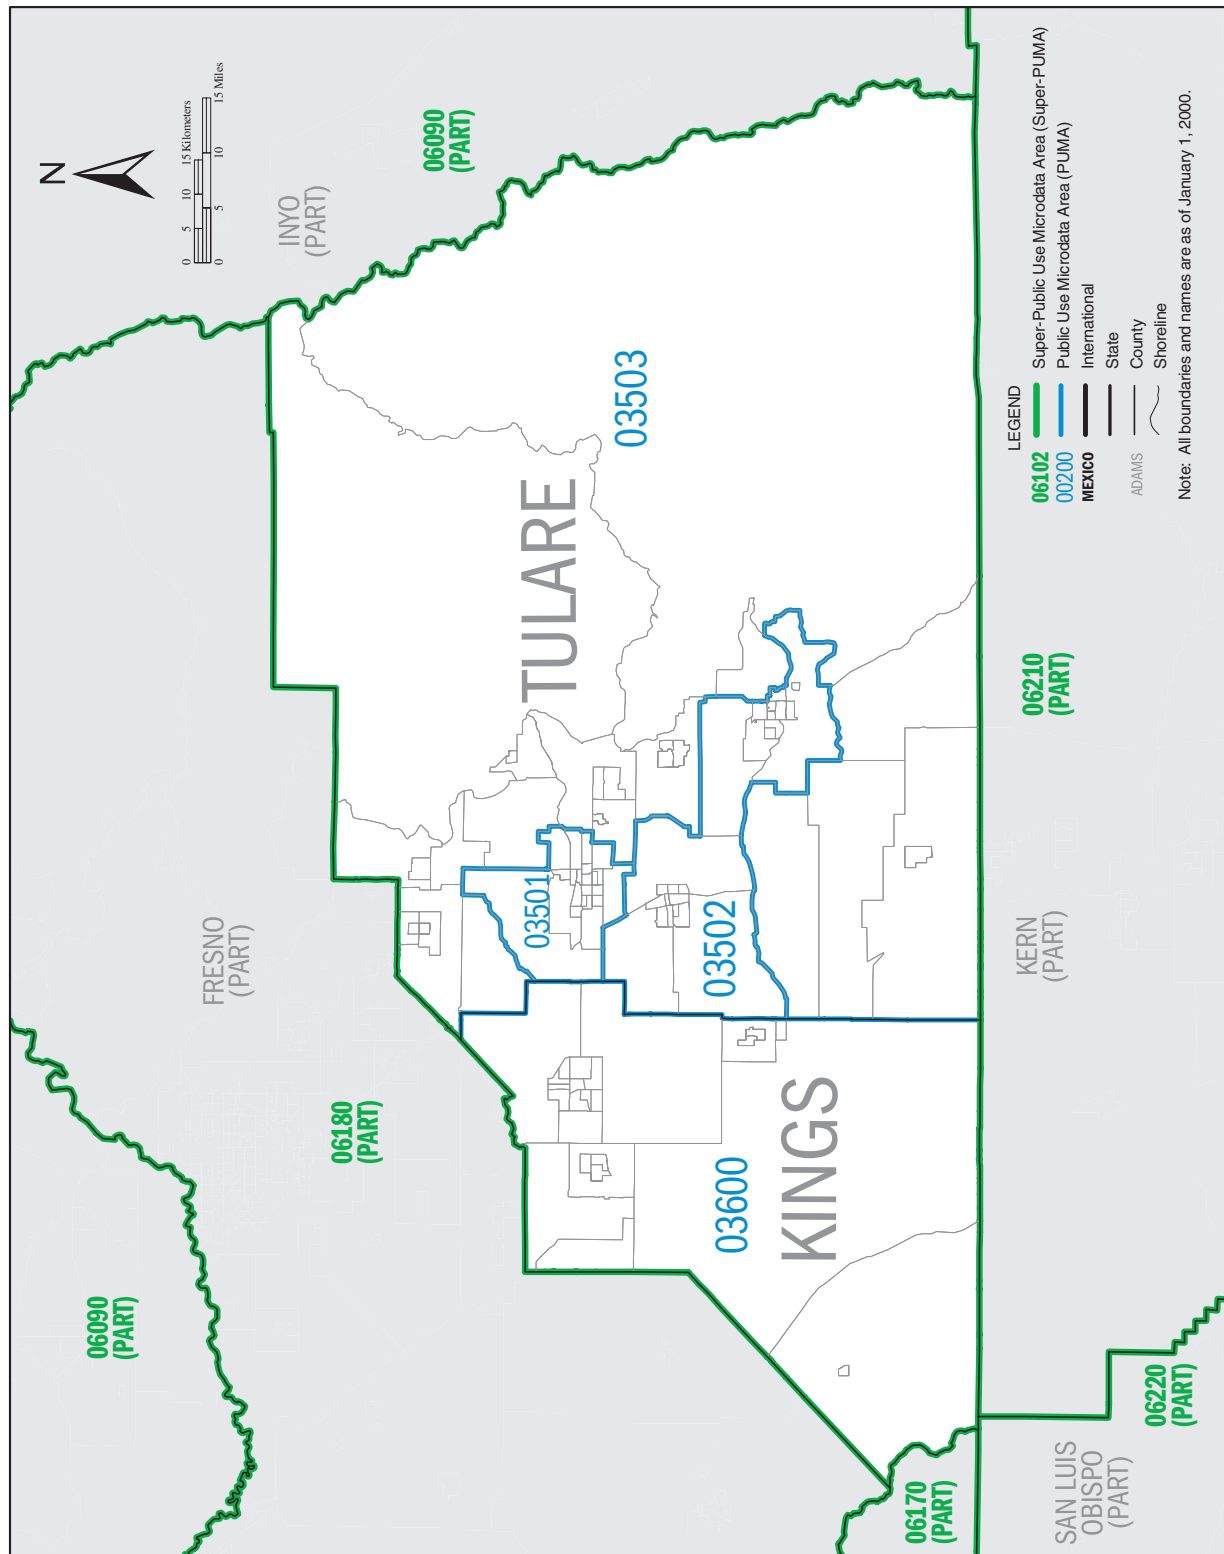 N
0 5 10 15 Kilometers
0 5 10 15 Miles
06090
(PART)
INYO
(PART)
FRESNO
(PART)
06180
(PART)
06090
(PART)
TULARE
03503
03501
03502
03600
KINGS
06210
(PART)
KERN
(PART)
06220
(PART)
06170
(PART)
SAN LUIS
OBISPO
(PART)
LEGEND
06102 Super-Public Use Microdata Area (Super-PUMA)
00200 Public Use Microdata Area (PUMA)
MEXICO International
State
ADAMS County
Shoreline
Note: All boundaries and names are as of January 1, 2000.